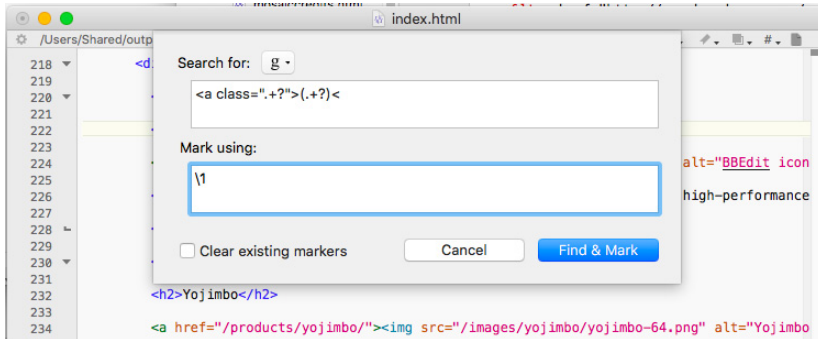 index.html
/Users/Shared/outp
Search for: g
<a class=".+?">(.+?)<
Mark using:
\1
Clear existing markers Cancel Find & Mark
218 <d
219
220
221
222
223
224 alt="BBEdit icon
225
226 high-performance
227
228
229
230
231
232 <h2>Yojimbo</h2>
233
234 <a href="/products/yojimbo/"><img src="/images/yojimbo/yojimbo-64.png" alt="Yojimbo